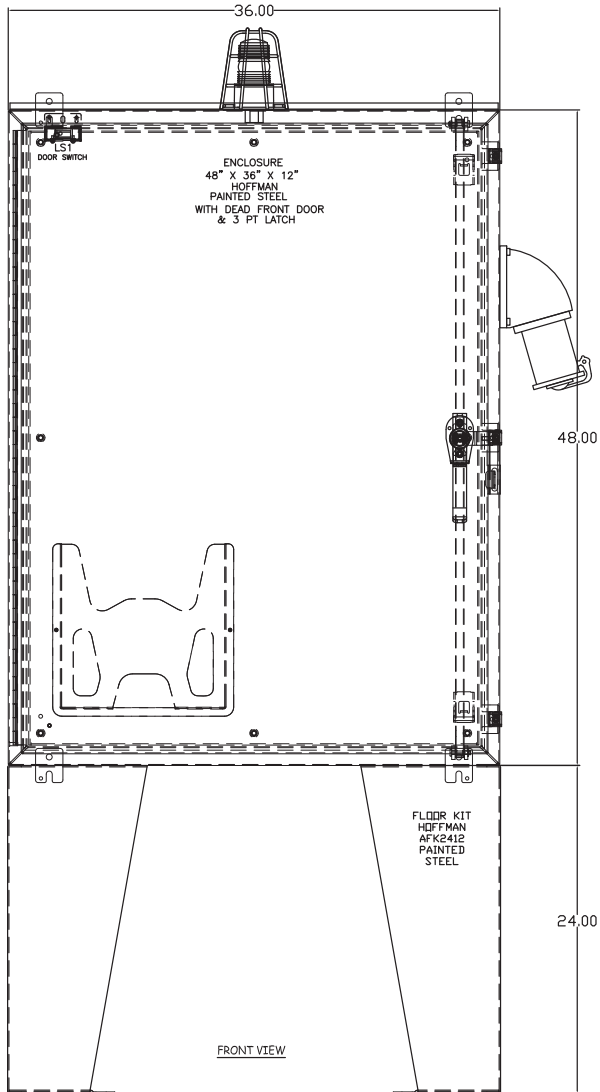 36.00
LS1
DOOR SWITCH
ENCLOSURE
48" X 36" X 12"
HOFFMAN
PAINTED STEEL
WITH DEAD FRONT DOOR
& 3 PT LATCH
48.00
FLOOR KIT
HOFFMAN
AFK2412
PAINTED
STEEL
24.00
FRONT VIEW